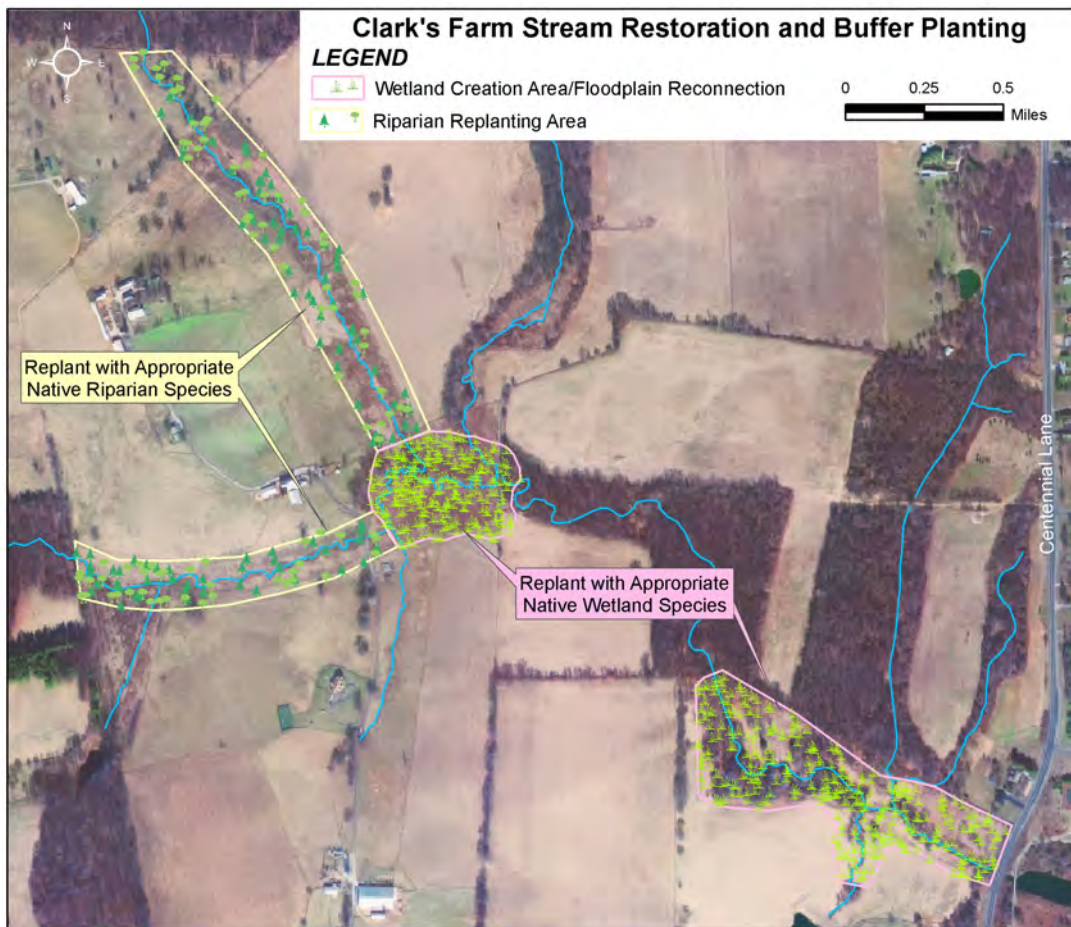 Clark's Farm Stream Restoration and Buffer Planting
LEGEND
Wetland Creation Area/Floodplain Reconnection
Riparian Replanting Area
0 0.25 0.5
Miles
N
W E
S
Replant with Appropriate
Native Riparian Species
Replant with Appropriate
Native Wetland Species
Centennial Lane